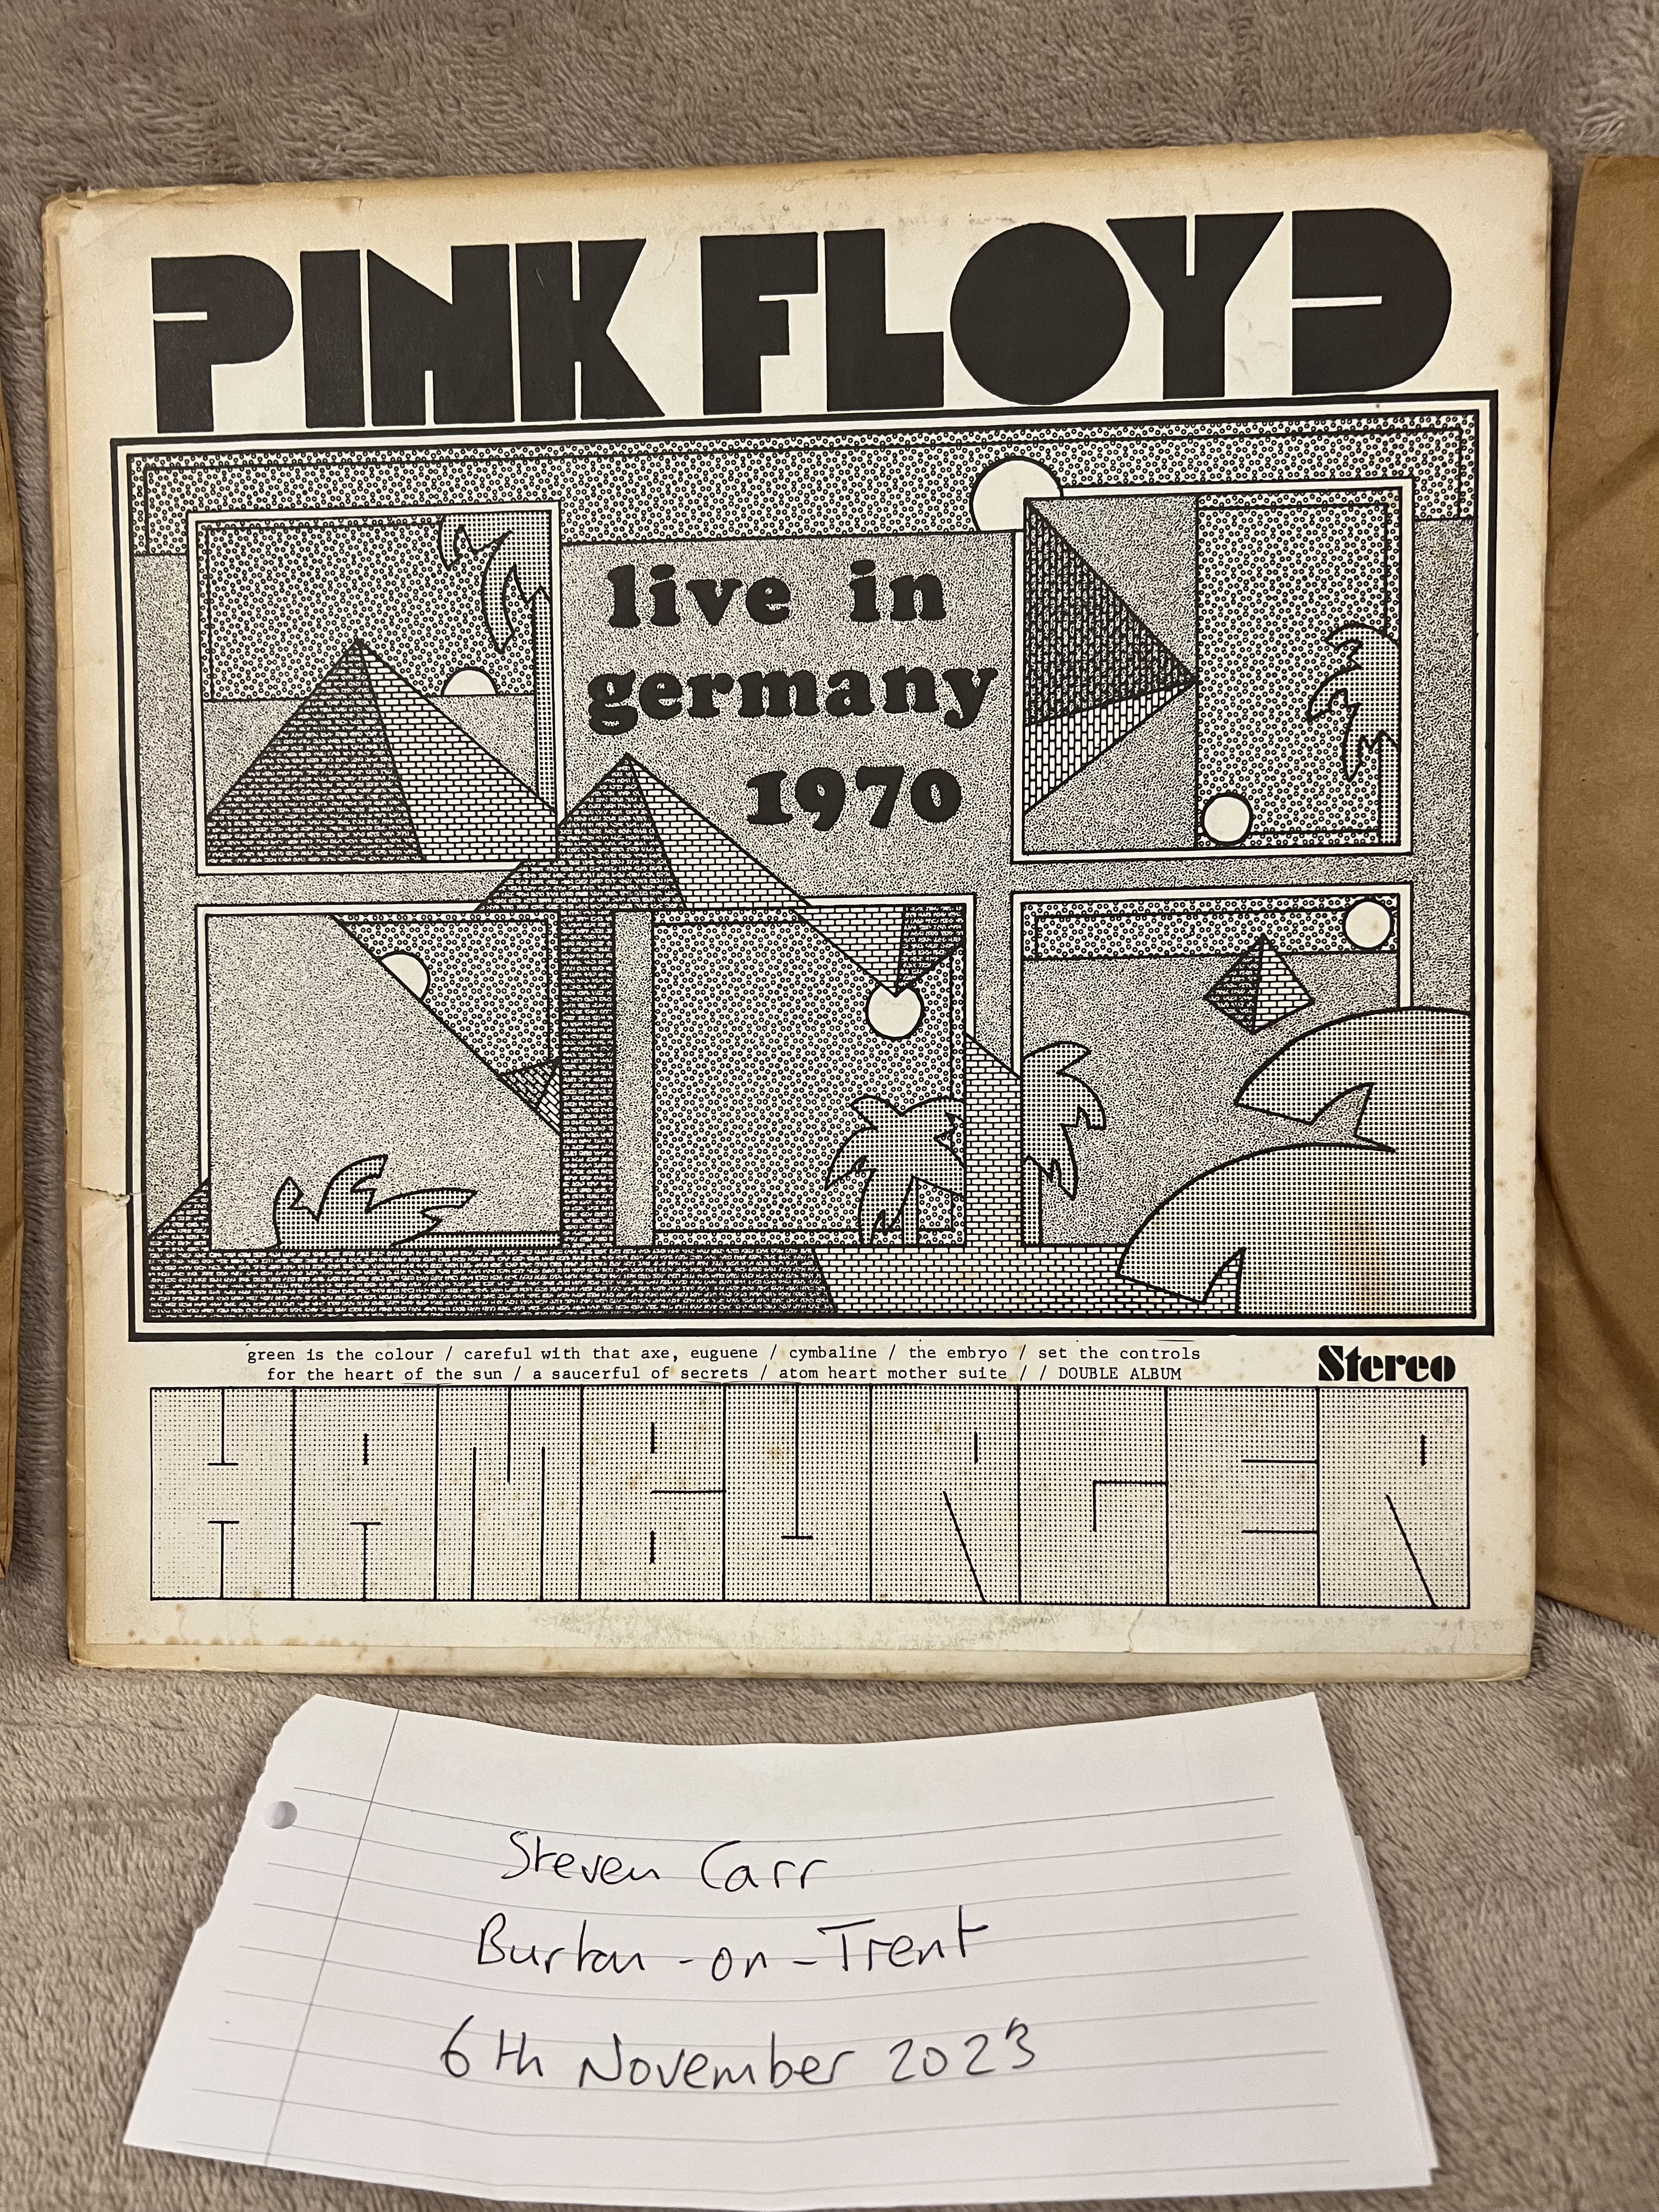 PINK FLOYD
live in
germany
1970
green is the colour / careful with that axe, euguene / cymbaline / the embryo / set the controls
for the heart of the sun / a saucerful of secrets / atom heart mother suite / / DOUBLE ALBUM
Stereo
HAMBURGER
Steven Carr
Burton-on-Trent
6th November 2023